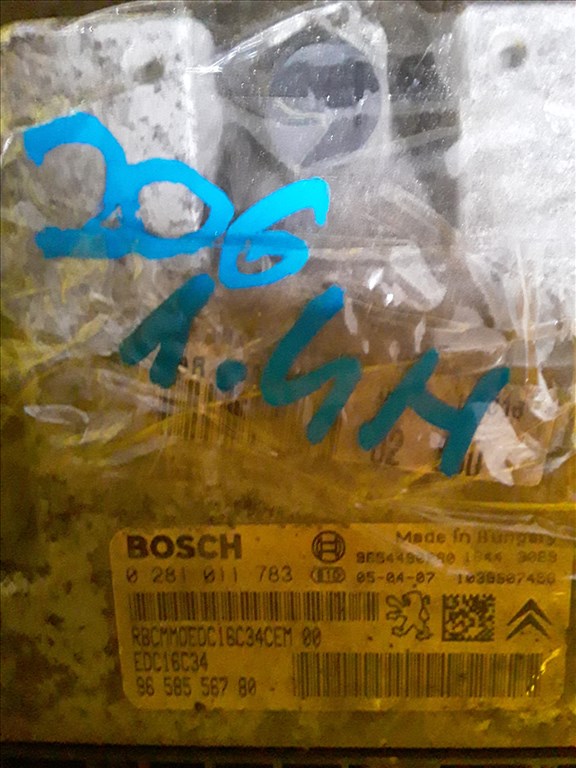 206
1.4H
BOSCH
Made in Hungary
0 281 011 783
05-04-07
RBCMMOEDC16C34CEM 00
EDC16C34
96 585 567 80